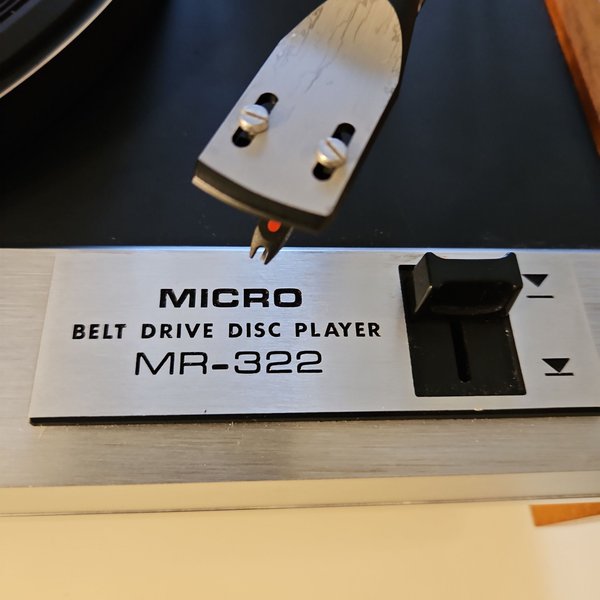 MICRO
BELT DRIVE DISC PLAYER
MR-322